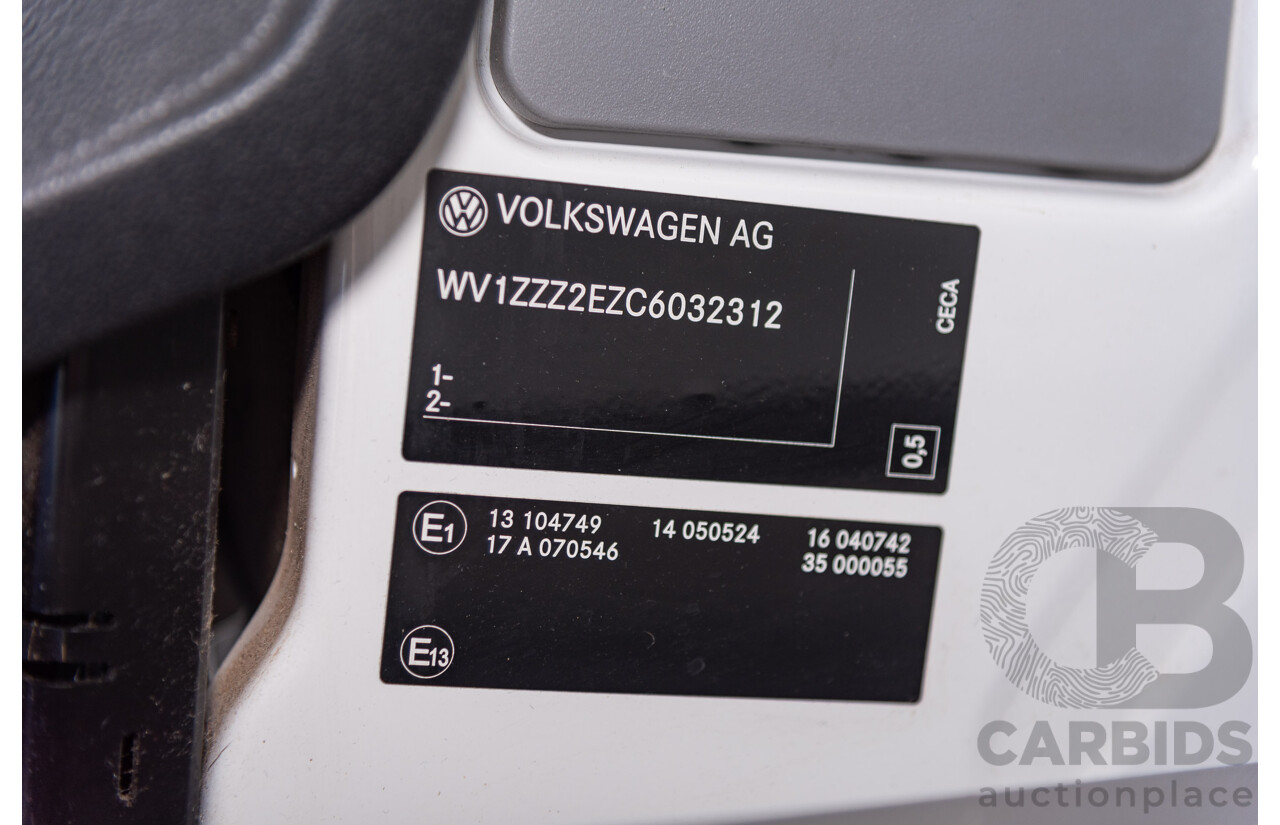 VOLKSWAGEN AG
WV1ZZZ2EZC6032312
1-
2-
CECA
0,5
E1 13 104749 14 050524 16 040742
17 A 070546 35 000055
E13
CB
CARBIDS
auctionplace